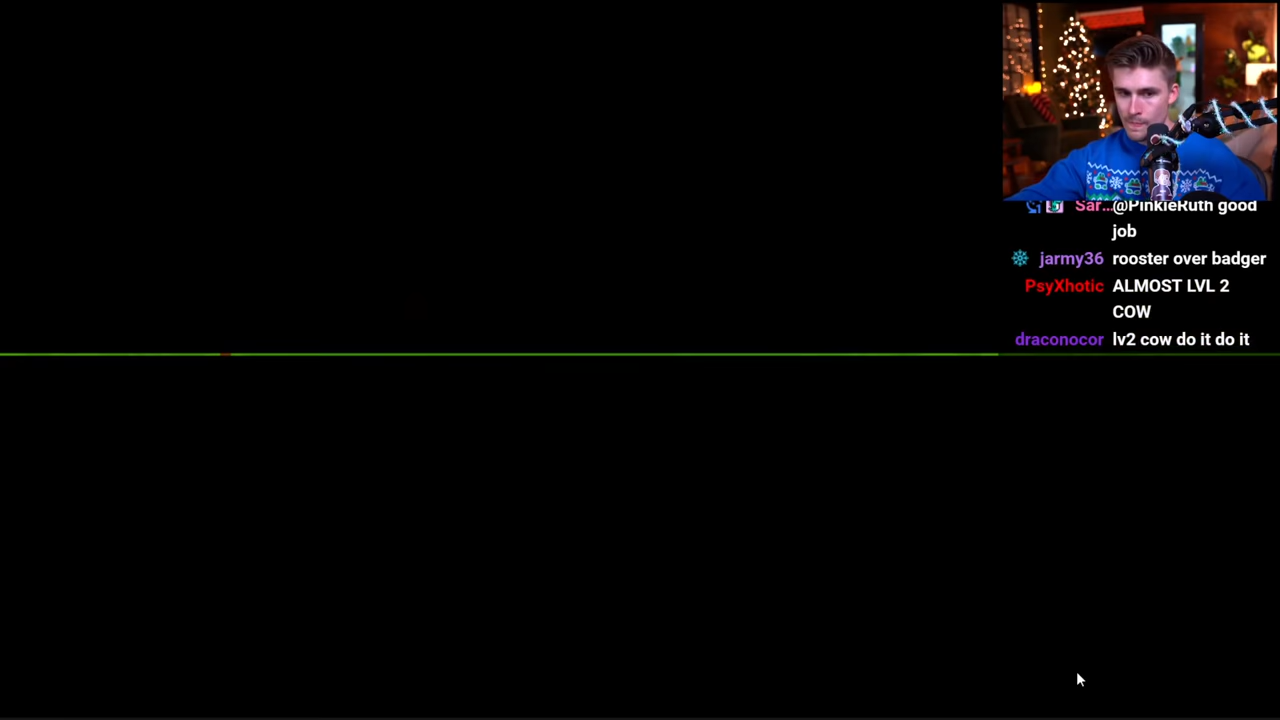 Sar... @PinkieRuth good
job
jarmy36 rooster over badger
PsyXhotic ALMOST LVL 2
COW
draconocor lv2 cow do it do it